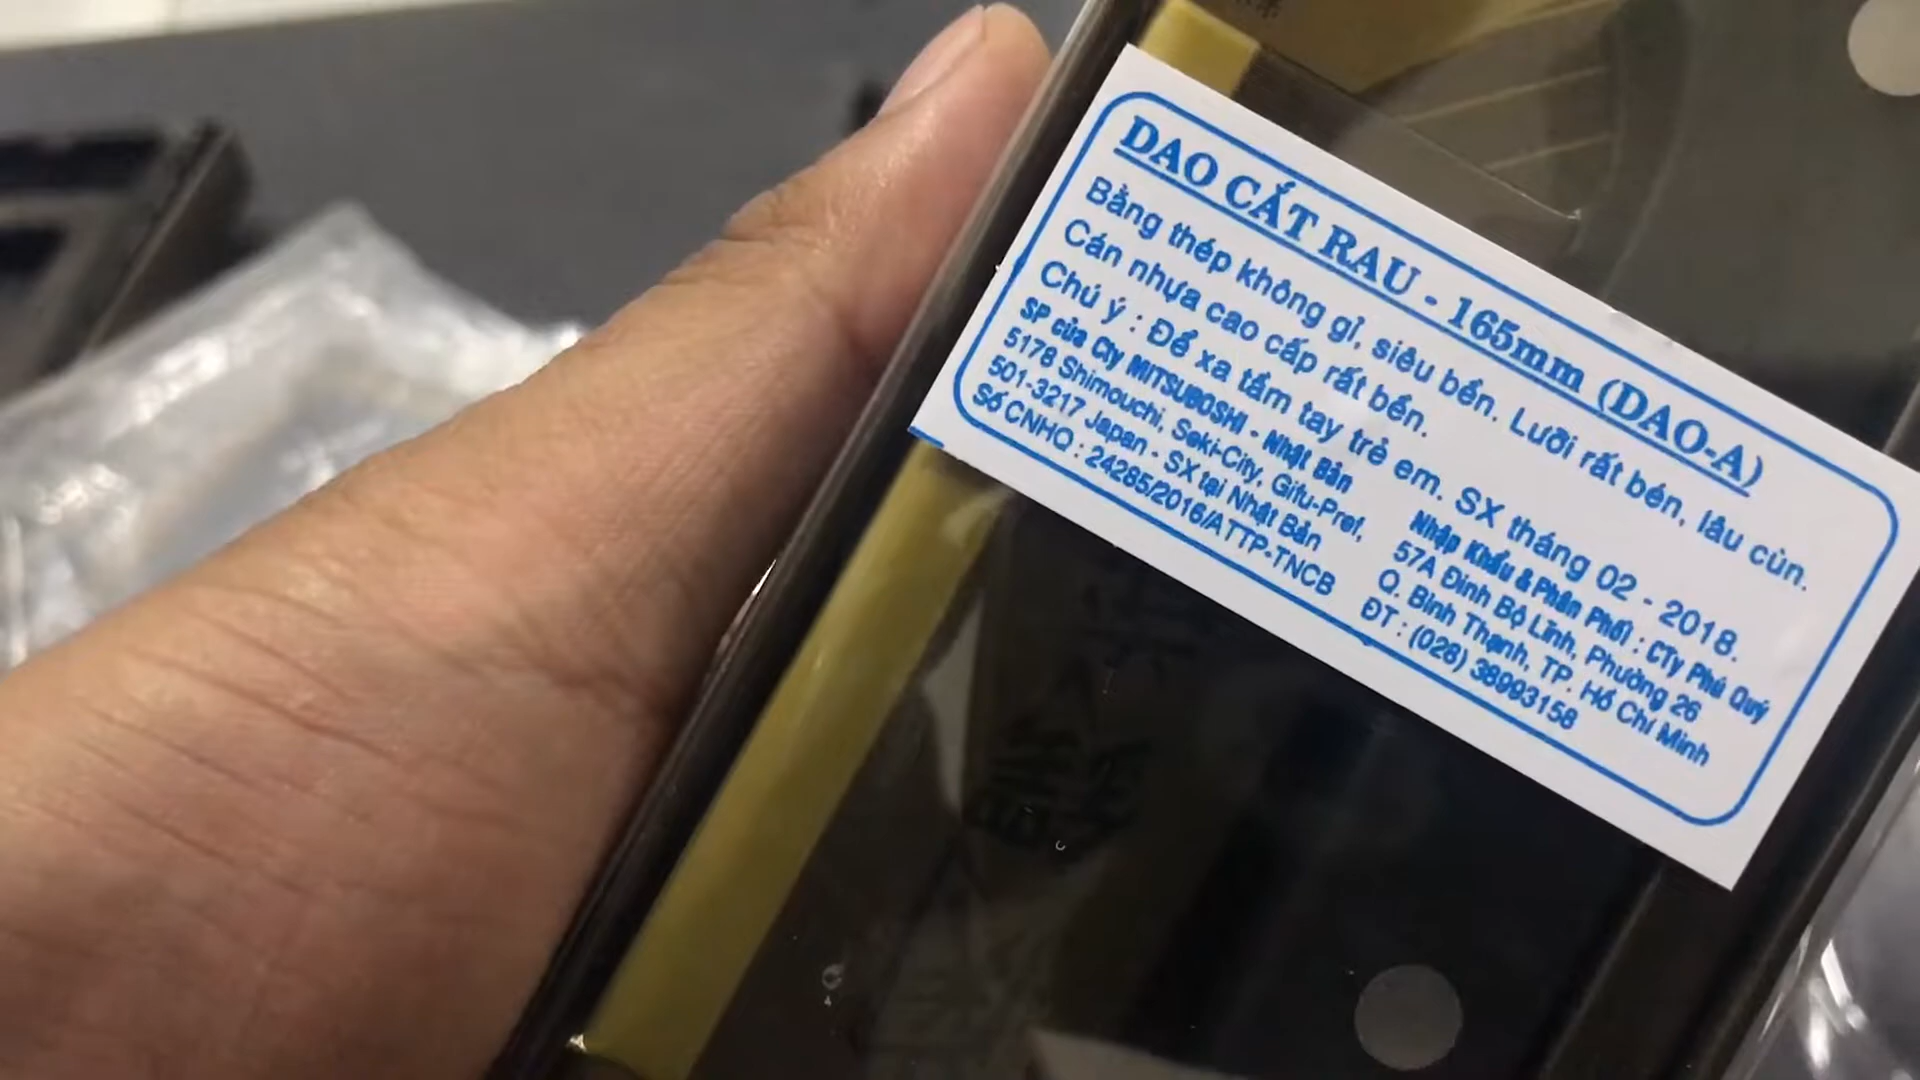 DAO CẮT RAU - 165mm (DAO-A)
Bằng thép không gỉ, siêu bền. Lưỡi rất bén, lâu cùn.
Cán nhựa cao cấp rất bền.
Chú ý : Để xa tầm tay trẻ em. SX tháng 02 - 2018.
SP của Cty MITSUBOSHI - Nhật Bản
5178 Shimouchi, Seki-City, Gifu-Pref,
501-3217 Japan - SX tại Nhật Bản
Số CNHQ : 24285/2016/ATTP-TNCB
Nhập Khẩu & Phân Phối : CTy Phú Quý
57A Đinh Bộ Lĩnh, Phường 26
Q. Bình Thạnh, TP. Hồ Chí Minh
ĐT : (028) 38993158